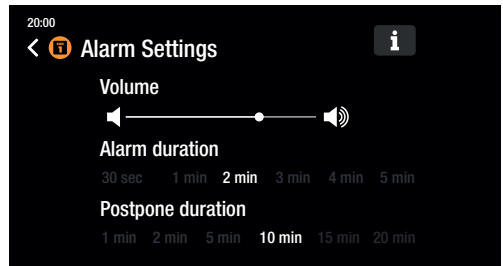 20:00
Alarm Settings
i
Volume
Alarm duration
30 sec 1 min 2 min 3 min 4 min 5 min
Postpone duration
1 min 2 min 5 min 10 min 15 min 20 min